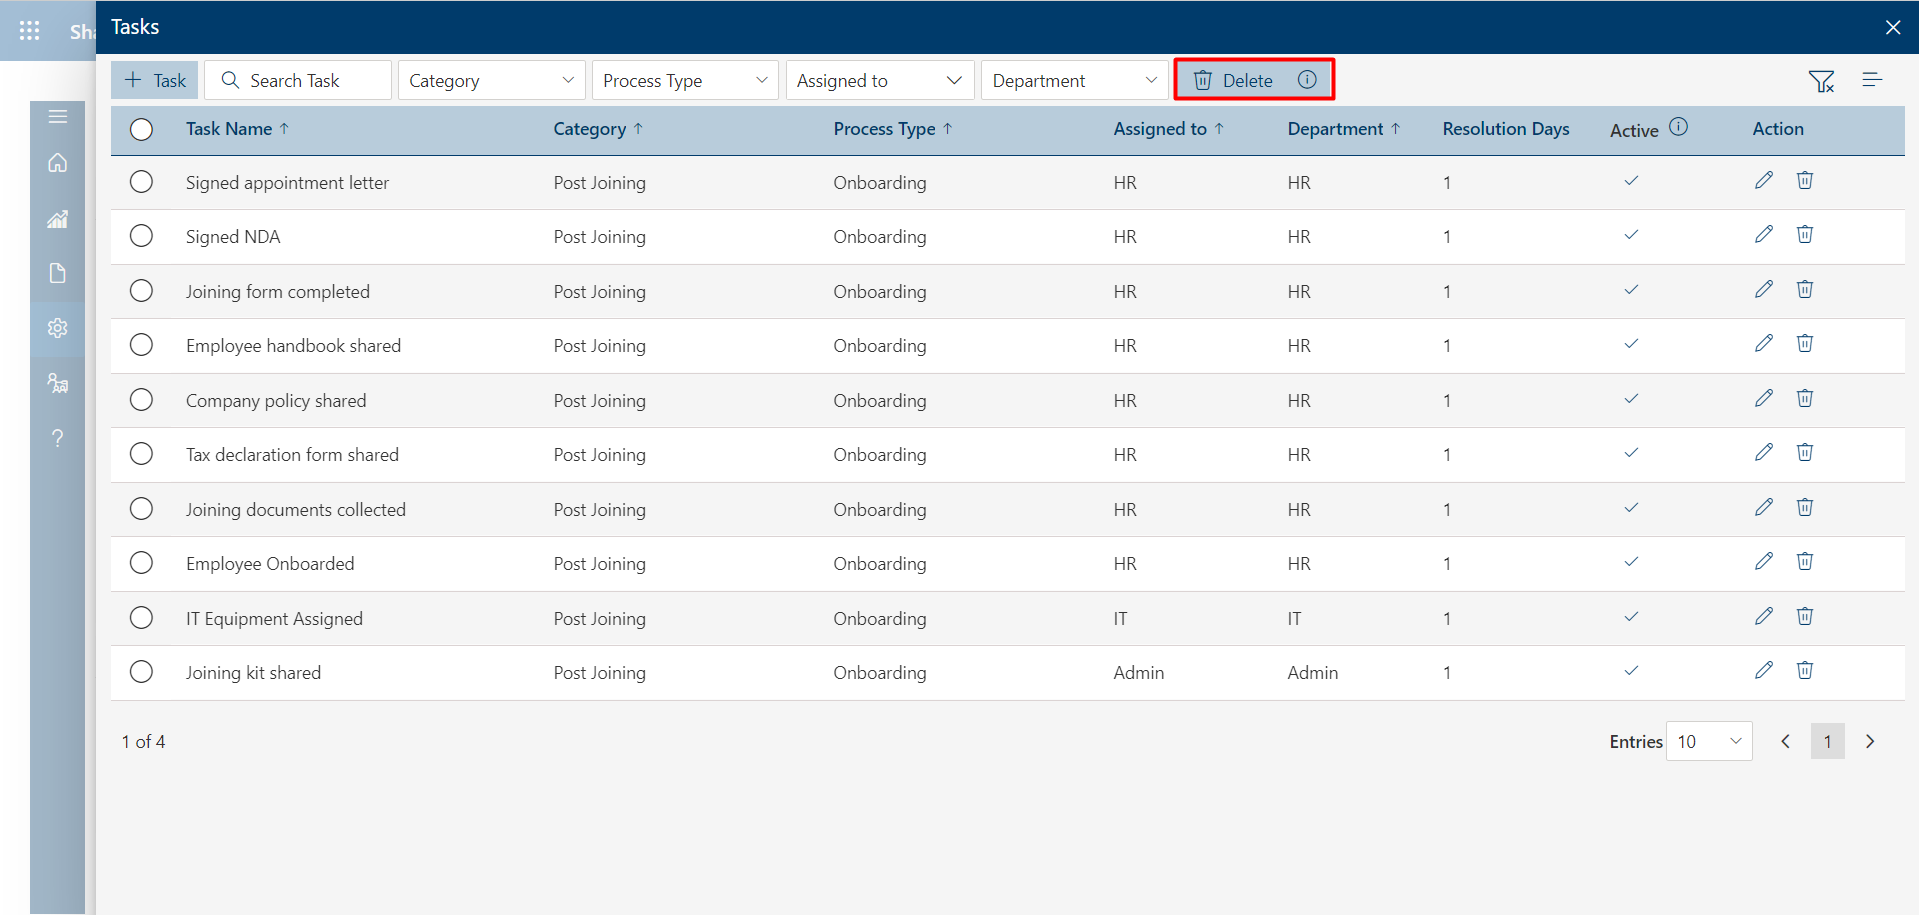 Sha
Tasks
Task Search Task Category Process Type Assigned to Department Delete
Task Name Category Process Type Assigned to Department Resolution Days Active Action
Signed appointment letter Post Joining Onboarding HR HR 1
Signed NDA Post Joining Onboarding HR HR 1
Joining form completed Post Joining Onboarding HR HR 1
Employee handbook shared Post Joining Onboarding HR HR 1
Company policy shared Post Joining Onboarding HR HR 1
Tax declaration form shared Post Joining Onboarding HR HR 1
Joining documents collected Post Joining Onboarding HR HR 1
Employee Onboarded Post Joining Onboarding HR HR 1
IT Equipment Assigned Post Joining Onboarding IT IT 1
Joining kit shared Post Joining Onboarding Admin Admin 1
1 of 4 Entries 10 1